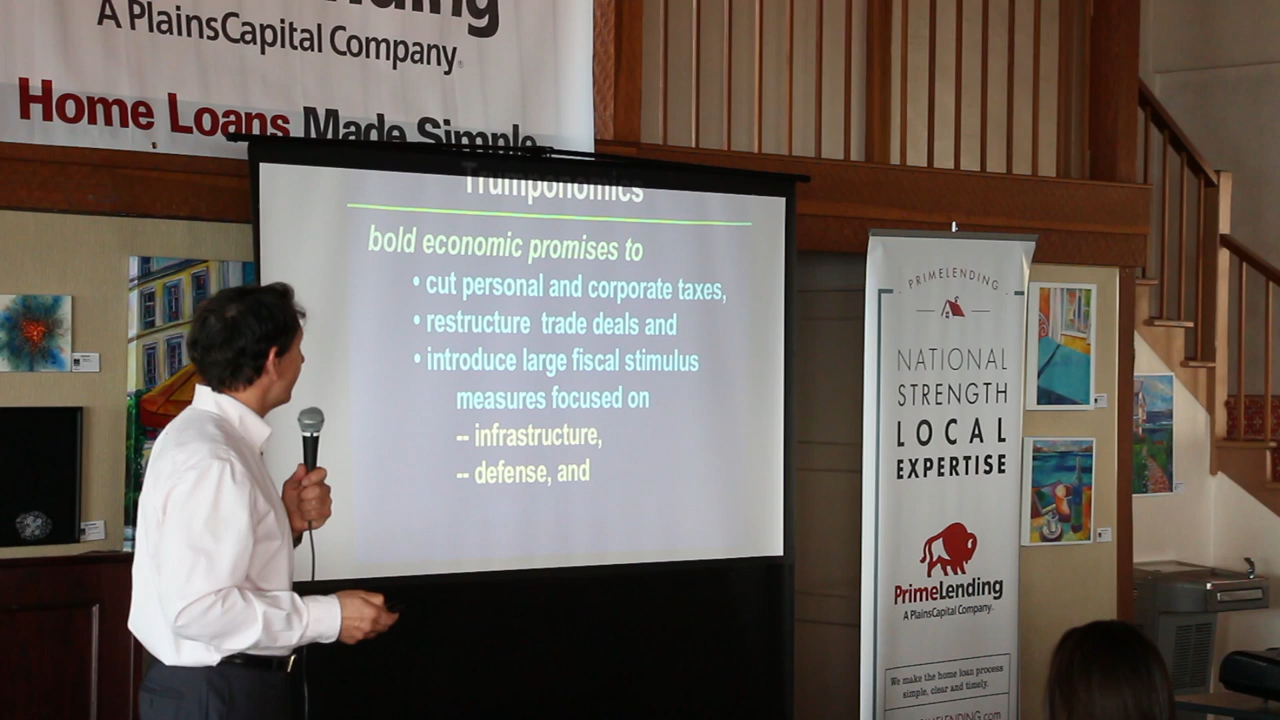 A PlainsCapital Company
Home Loans Made Simple
Trumponomics
bold economic promises to
• cut personal and corporate taxes,
• restructure trade deals and
• introduce large fiscal stimulus
measures focused on
-- infrastructure,
-- defense, and
· PRIMELENDING ·
NATIONAL
STRENGTH
LOCAL
EXPERTISE
PrimeLending
A PlainsCapital Company.
We make the home loan process
simple, clear and timely.